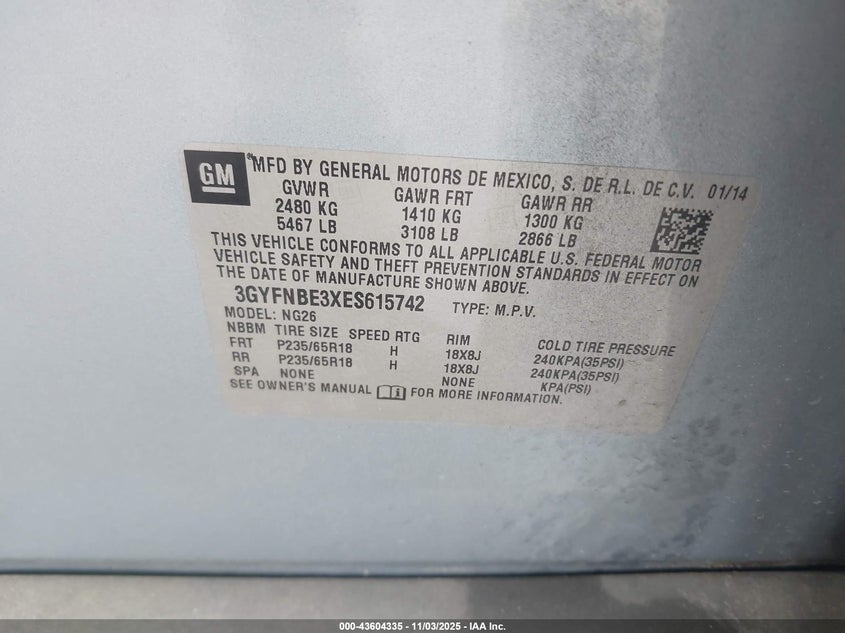 GM
MFD BY GENERAL MOTORS DE MEXICO, S. DE R.L. DE C.V. 01/14
GVWR GAWR FRT GAWR RR
2480 KG 1410 KG 1300 KG
5467 LB 3108 LB 2866 LB
THIS VEHICLE CONFORMS TO ALL APPLICABLE U.S. FEDERAL MOTOR
VEHICLE SAFETY AND THEFT PREVENTION STANDARDS IN EFFECT ON
THE DATE OF MANUFACTURE SHOWN ABOVE.
3GYFNBE3XES615742 TYPE: M.P.V.
MODEL: NG26
NBBM TIRE SIZE SPEED RTG RIM COLD TIRE PRESSURE
FRT P235/65R18 H 18X8J 240KPA(35PSI)
RR P235/65R18 H 18X8J 240KPA(35PSI)
SPA NONE NONE KPA(PSI)
SEE OWNER'S MANUAL FOR MORE INFORMATION.
000-43604335 - 11/03/2025 - IAA Inc.